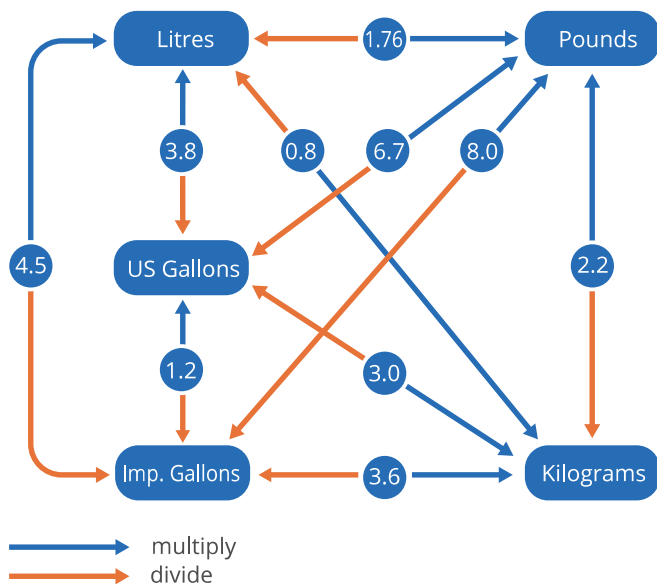 Litres
1.76
Pounds
3.8
0.8
6.7
8.0
4.5
US Gallons
2.2
1.2
3.0
Imp. Gallons
3.6
Kilograms
multiply
divide